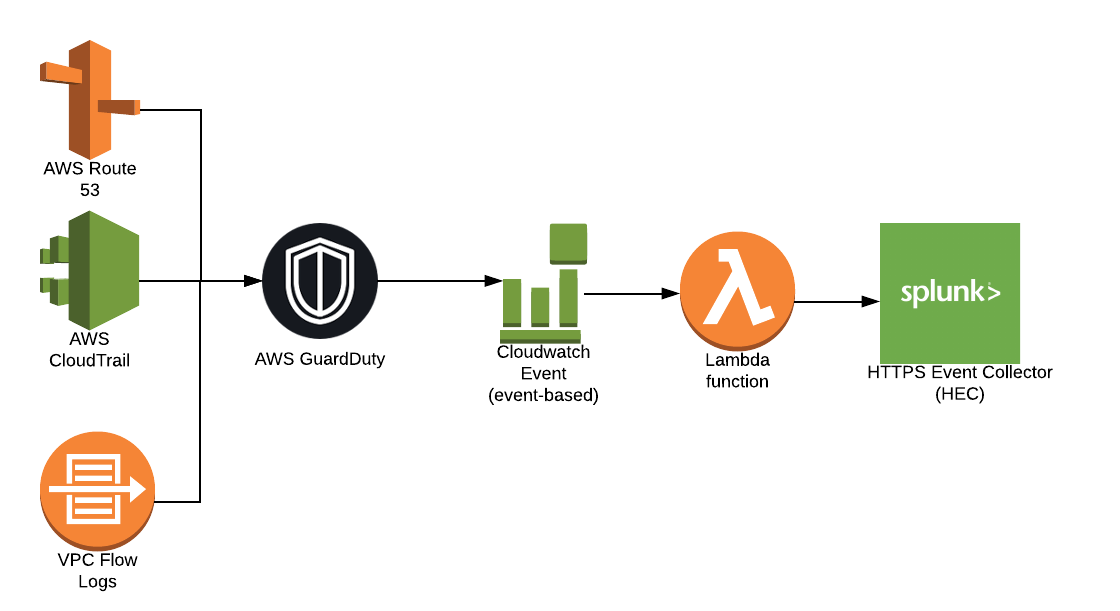 AWS Route
53
AWS
CloudTrail
VPC Flow
Logs
AWS GuardDuty
Cloudwatch
Event
(event-based)
Lambda
function
splunk>
HTTPS Event Collector
(HEC)